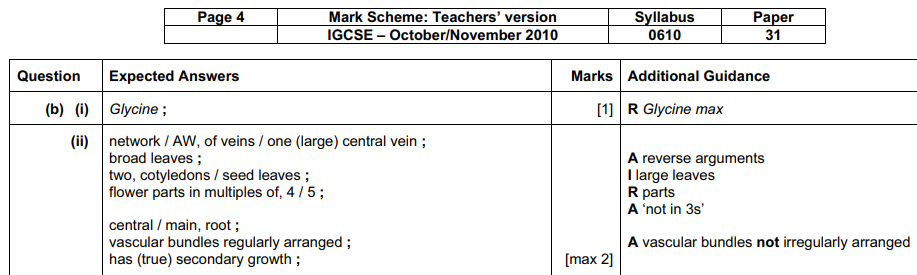 Page 4 Mark Scheme: Teachers’ version Syllabus Paper
IGCSE – October/November 2010 0610 31
Question Expected Answers Marks Additional Guidance
(b) (i) Glycine ; [1] R Glycine max
(ii) network / AW, of veins / one (large) central vein ;
broad leaves ; A reverse arguments
two, cotyledons / seed leaves ; I large leaves
flower parts in multiples of, 4 / 5 ; R parts
A ‘not in 3s’
central / main, root ;
vascular bundles regularly arranged ; A vascular bundles not irregularly arranged
has (true) secondary growth ; [max 2]